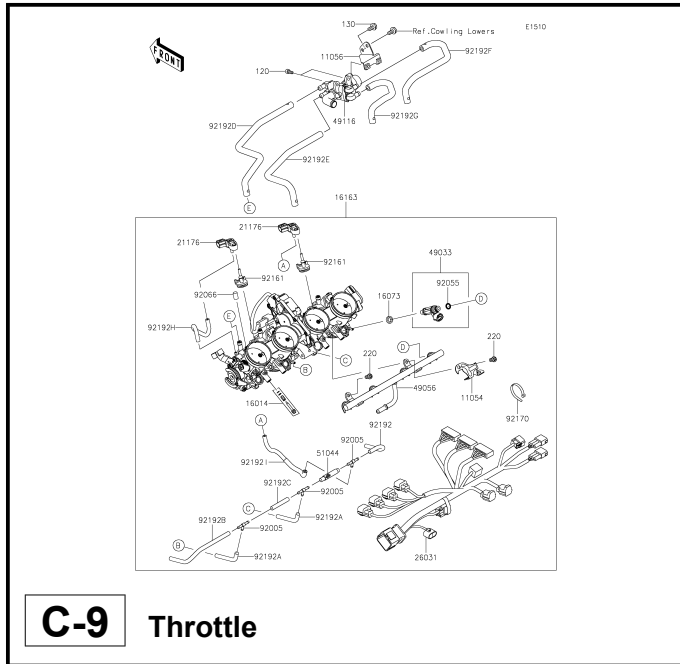 130
Ref.Cowling Lowers
E1510
FRONT
11056
92192F
120
49116
92192G
92192D
92192E
E
16163
21176
21176
49033
A
92161
92161
92055
92066
16073
D
92192H
E
D
220
C
220
B
16014
49056
11054
A
92170
92192
51044
92005
92192I
92192C
92005
C
92192B
92192A
92005
B
92192A
26031
C-9 Throttle